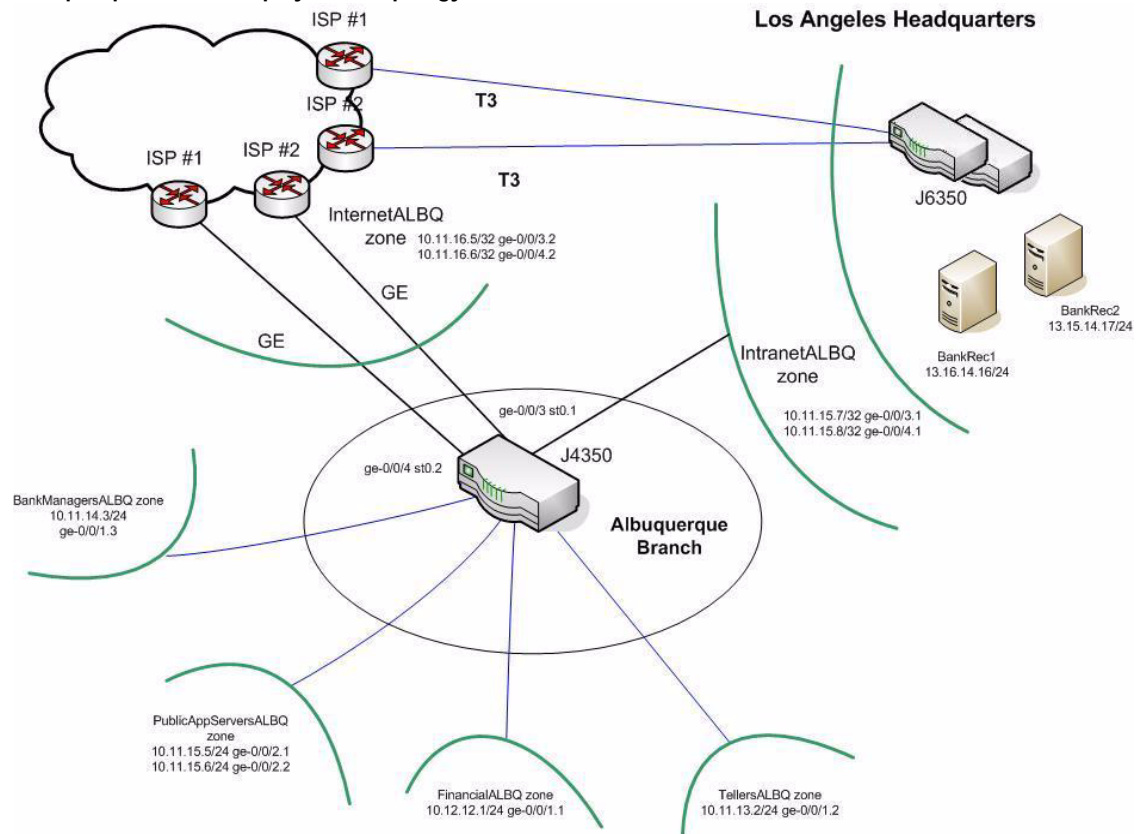 ISP #1
Los Angeles Headquarters
T3
ISP #2
ISP #1
ISP #2
T3
J6350
InternetALBQ
zone
10.11.16.5/32 ge-0/0/3.2
10.11.16.6/32 ge-0/0/4.2
GE
GE
BankRec2
13.15.14.17/24
BankRec1
13.16.14.16/24
IntranetALBQ
zone
10.11.15.7/32 ge-0/0/3.1
10.11.15.8/32 ge-0/0/4.1
ge-0/0/3 st0.1
J4350
ge-0/0/4 st0.2
BankManagersALBQ zone
10.11.14.3/24
ge-0/0/1.3
Albuquerque
Branch
PublicAppServersALBQ
zone
10.11.15.5/24 ge-0/0/2.1
10.11.15.6/24 ge-0/0/2.2
FinancialALBQ zone
10.12.12.1/24 ge-0/0/1.1
TellersALBQ zone
10.11.13.2/24 ge-0/0/1.2